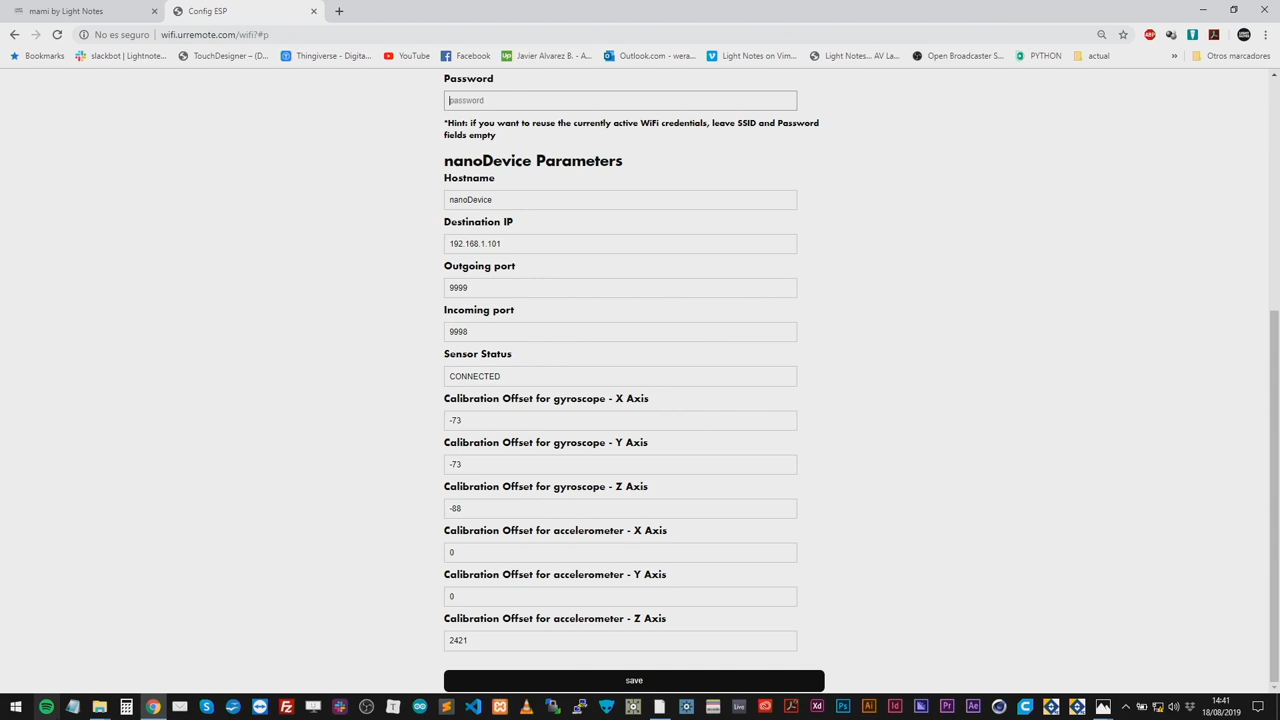 mami by Light Notes
Config ESP
No es seguro
wifi.urremote.com/wifi?#p
Bookmarks
slackbot | Lightnote...
TouchDesigner – (D...
Thingiverse - Digita...
YouTube
Facebook
Javier Alvarez B. - A...
Outlook.com - wera...
Light Notes on Vim...
Light Notes... AV La...
Open Broadcaster S...
PYTHON
actual
Otros marcadores
Password
password
*Hint: if you want to reuse the currently active WiFi credentials, leave SSID and Password
fields empty
nanoDevice Parameters
Hostname
nanoDevice
Destination IP
192.168.1.101
Outgoing port
9999
Incoming port
9998
Sensor Status
CONNECTED
Calibration Offset for gyroscope - X Axis
-73
Calibration Offset for gyroscope - Y Axis
-73
Calibration Offset for gyroscope - Z Axis
-88
Calibration Offset for accelerometer - X Axis
0
Calibration Offset for accelerometer - Y Axis
0
Calibration Offset for accelerometer - Z Axis
2421
save
14:41
18/08/2019